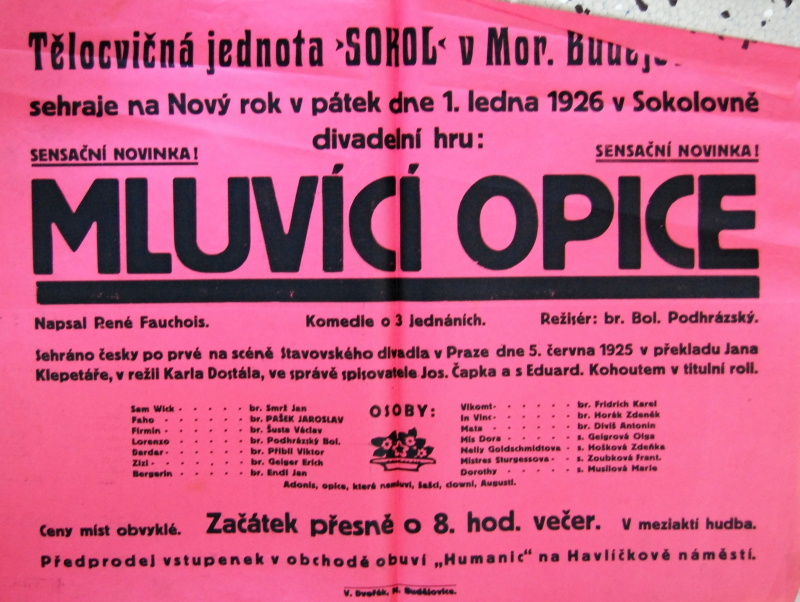 Tělocvičná jednota ›SOKOL‹ v Mor.
sehraje na Nový rok v pátek dne 1. ledna 1926 v Sokolovně
divadelní hru:
SENSAČNÍ NOVINKA!
SENSAČNÍ NOVINKA!
MLUVÍCÍ OPICE
Napsal René Fauchois. Komedie o 3 jednáních. Režisér: br. Bol. Podhrázský.
Sehráno česky po prvé na scéně Stavovského divadla v Praze dne 5. června 1925 v překladu Jana
Klepetáře, v režii Karla Dostála, ve správě spisovatele Jos. Čapka a s Eduard. Kohoutem v titulní roli.
OSOBY:
Sam Wick - - - - - br. Smrž Jan
Faho - - - - - br. PAŠEK JAROSLAV
Firmin - - - - - br. Šusta Václav
Lorenzo - - - - br. Podhrázský Bol.
Dardar - - - - - br. Přibil Viktor
Zizi - - - - - - br. Geiger Erich
Bergerin - - - - br. Endl Jan
Vikomt - - - - - br. Fridrich Karel
In Vinc - - - - - br. Horák Zdeněk
Mata - - - - - br. Diviš Antonín
Mis Dora - - - - - s. Geigrová Olga
Nelly Goldschmidtova - s. Hošková Zdeňka
Mistres Sturgessova - - s. Zoubková Frant.
Dorothy - - - - - s. Musilová Marie
Adonis, opice, která nemluví, šašci, clowni, Augusti.
Ceny míst obvyklé. Začátek přesně o 8. hod. večer. V meziaktí hudba.
Předprodej vstupenek v obchodě obuví „Humanic“ na Havlíčkově náměstí.
V. Dvořák, M. Budějovice.